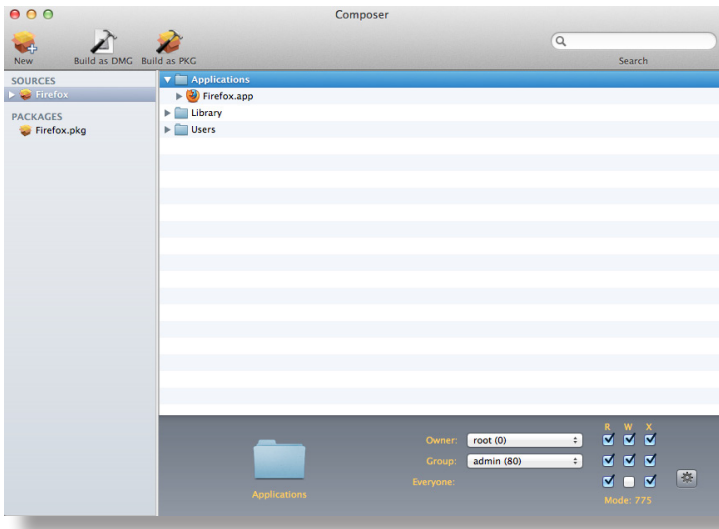 Composer
New
Build as DMG
Build as PKG
Search
SOURCES
Firefox
PACKAGES
Firefox.pkg
Applications
Firefox.app
Library
Users
Applications
R W X
Owner: root (0)
Group: admin (80)
Everyone:
Mode: 775